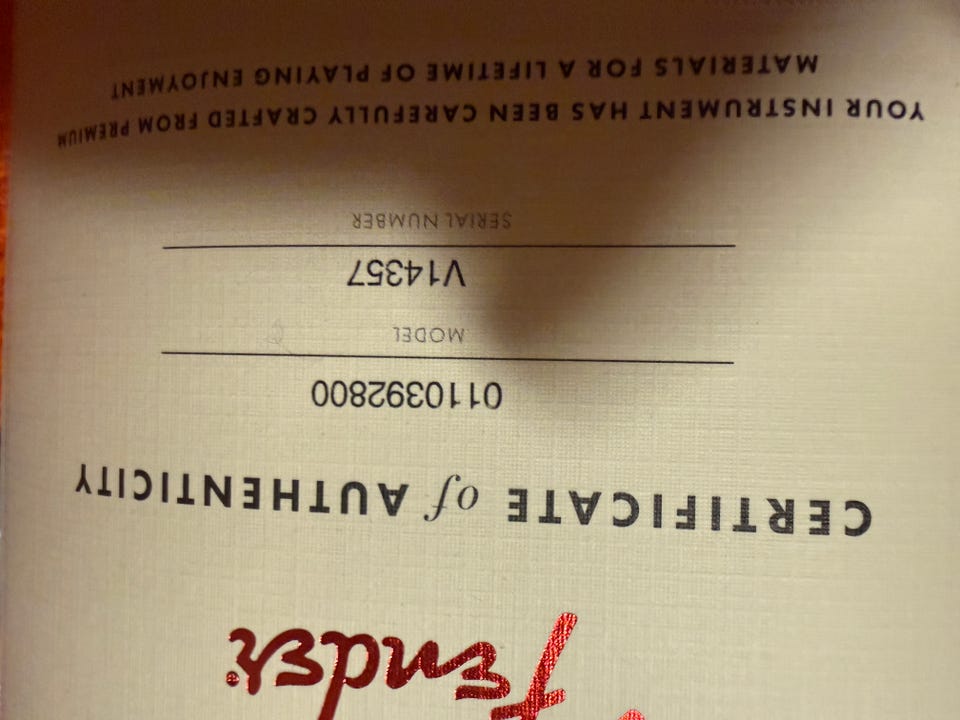 Fender
CERTIFICATE of AUTHENTICITY
0110392800
MODEL
V14357
SERIAL NUMBER
YOUR INSTRUMENT HAS BEEN CAREFULLY CRAFTED FROM PREMIUM
MATERIALS FOR A LIFETIME OF PLAYING ENJOYMENT